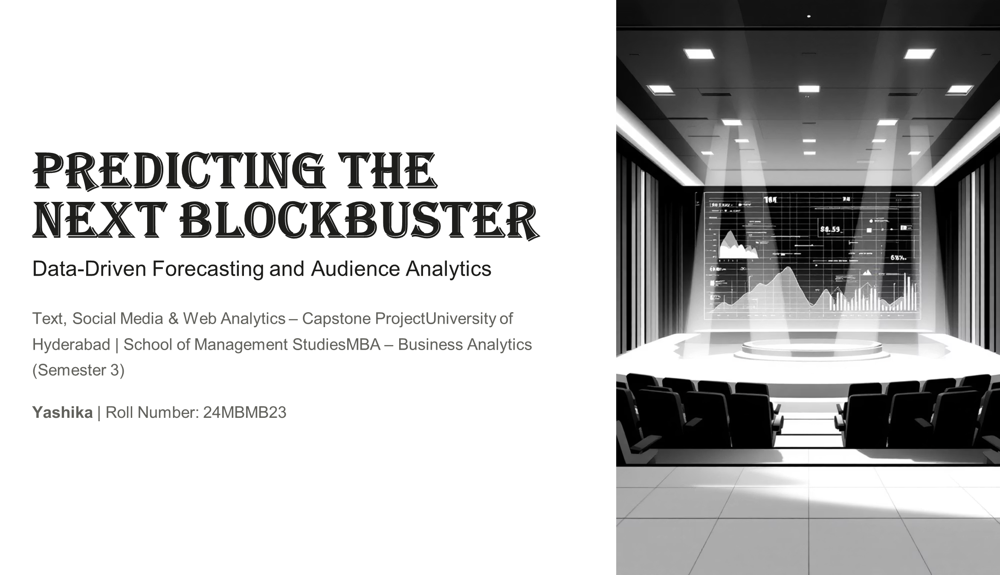 PREDICTING THE
NEXT BLOCKBUSTER
Data-Driven Forecasting and Audience Analytics
Text, Social Media & Web Analytics – Capstone ProjectUniversity of
Hyderabad | School of Management StudiesMBA – Business Analytics
(Semester 3)
Yashika | Roll Number: 24MBMB23